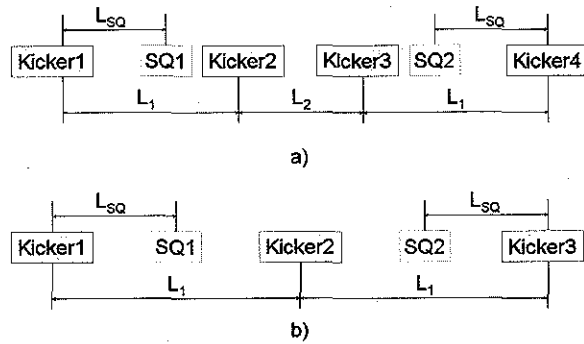 L_SQ L_SQ
Kicker1 SQ1 Kicker2 Kicker3 SQ2 Kicker4
L_1 L_2 L_1
a)
L_SQ L_SQ
Kicker1 SQ1 Kicker2 SQ2 Kicker3
L_1 L_1
b)